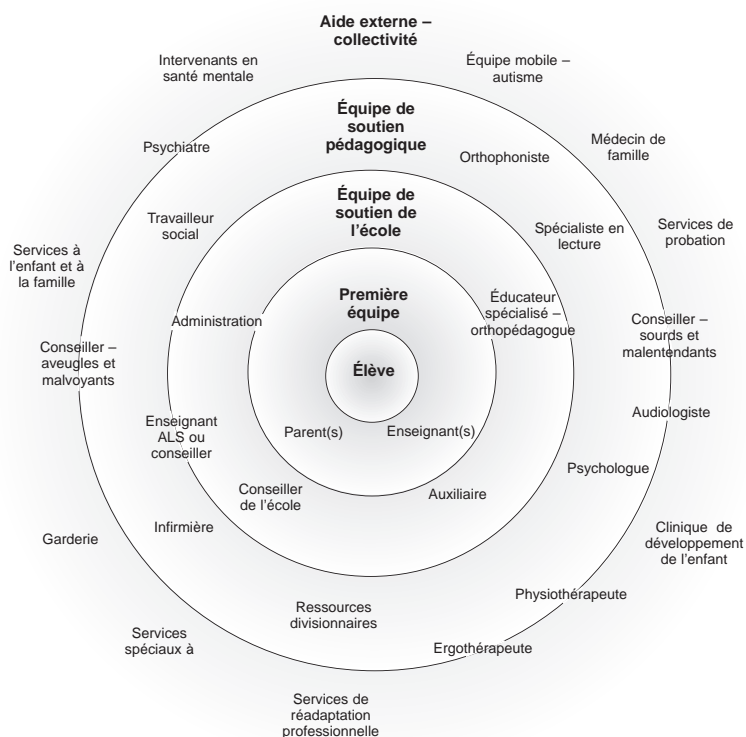 Aide externe –
collectivité
Intervenants en
santé mentale
Équipe mobile –
autisme
Équipe de
soutien
pédagogique
Psychiatre
Orthophoniste
Médecin de
famille
Équipe de
soutien de
l'école
Travailleur
social
Spécialiste en
lecture
Services de
probation
Services à
l'enfant et à
la famille
Première
équipe
Administration
Éducateur
spécialisé –
orthopédagogue
Conseiller –
sourds et
malentendants
Conseiller –
aveugles et
malvoyants
Élève
Audiologiste
Enseignant
ALS ou
conseiller
Parent(s)
Enseignant(s)
Psychologue
Conseiller
de l'école
Auxiliaire
Garderie
Infirmière
Clinique de
développement
de l'enfant
Physiothérapeute
Ressources
divisionnaires
Services
spéciaux à
Ergothérapeute
Services de
réadaptation
professionnelle